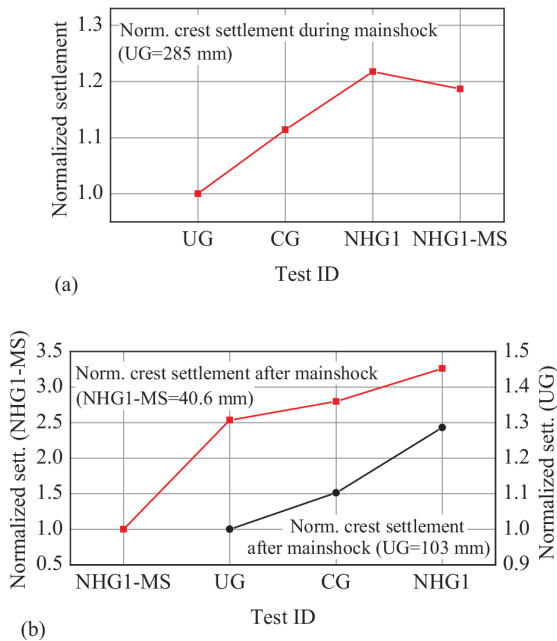 Norm. crest settlement during mainshock
(UG=285 mm)
Normalized settlement
1.3
1.2
1.1
1.0
UG CG NHG1 NHG1-MS
Test ID
(a)
Norm. crest settlement after mainshock
(NHG1-MS=40.6 mm)
Normalized sett. (NHG1-MS)
3.5
3.0
2.5
2.0
1.5
1.0
0.5
Normalized sett. (UG)
1.5
1.4
1.3
1.2
1.1
1.0
0.9
Norm. crest settlement
after mainshock (UG=103 mm)
NHG1-MS UG CG NHG1
Test ID
(b)